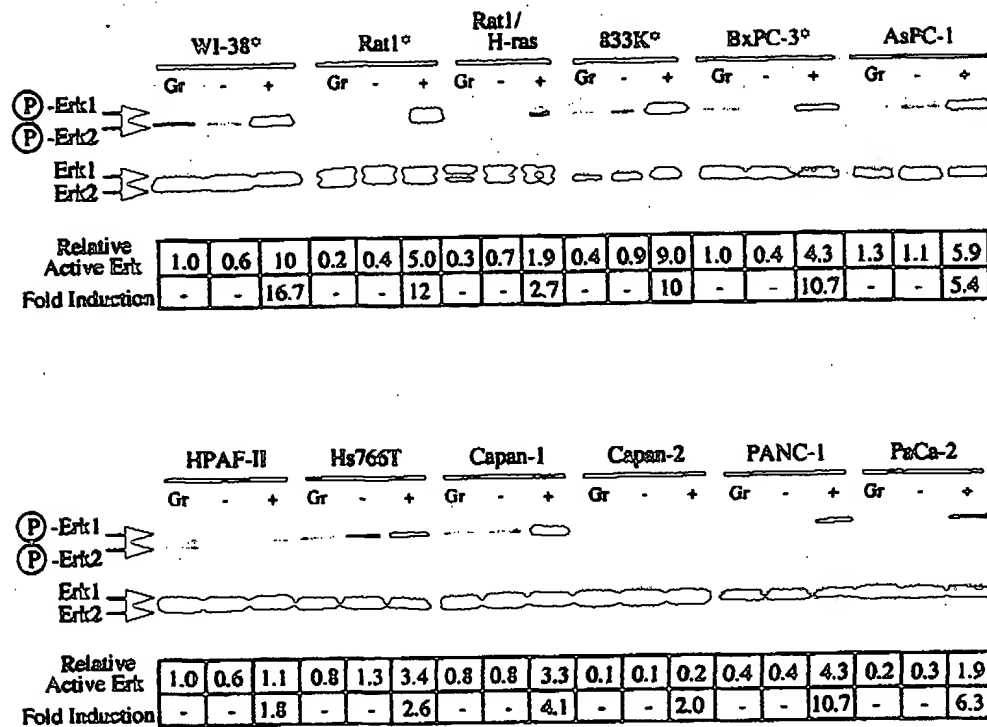 WI-38° Rat1° Rat1/ H-ras 833K° BxPC-3° AsPC-1
Gr - + Gr - + Gr - + Gr - + Gr - + Gr - +
P -Erk1
P -Erk2
Erk1
Erk2
Relative Active Erk 1.0 0.6 10 0.2 0.4 5.0 0.3 0.7 1.9 0.4 0.9 9.0 1.0 0.4 4.3 1.3 1.1 5.9
Fold Induction - - 16.7 - - 12 - - 2.7 - - 10 - - 10.7 - - 5.4
HPAF-II Hs766T Capan-1 Capan-2 PANC-1 PaCa-2
Gr - + Gr - + Gr - + Gr - + Gr - + Gr - +
P -Erk1
P -Erk2
Erk1
Erk2
Relative Active Erk 1.0 0.6 1.1 0.8 1.3 3.4 0.8 0.8 3.3 0.1 0.1 0.2 0.4 0.4 4.3 0.2 0.3 1.9
Fold Induction - - 1.8 - - 2.6 - - 4.1 - - 2.0 - - 10.7 - - 6.3